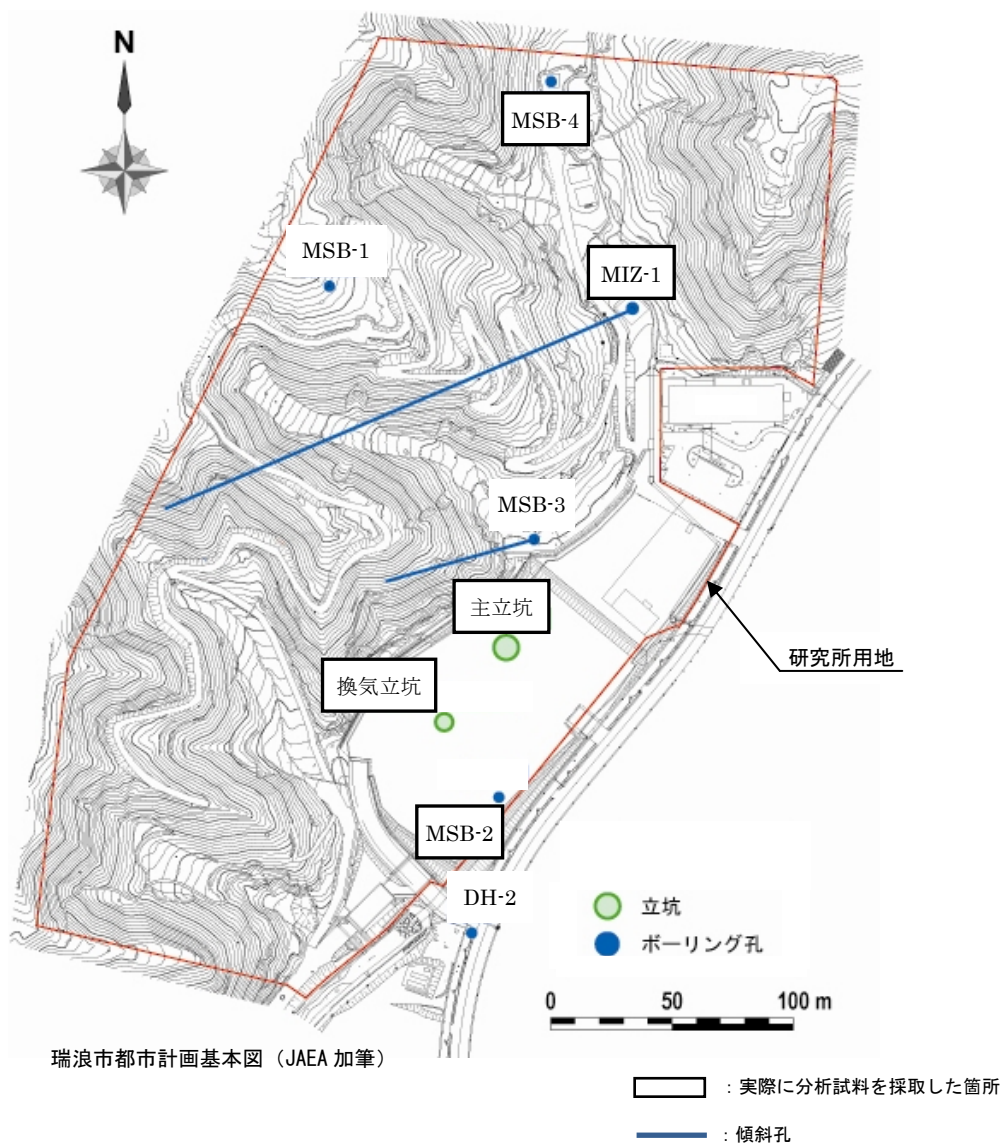 N
MSB-4
MSB-1
MIZ-1
MSB-3
主立坑
研究所用地
換気立坑
MSB-2
DH-2
立坑
ボーリング孔
0 50 100 m
瑞浪市都市計画基本図（JAEA 加筆）
：実際に分析試料を採取した箇所
：傾斜孔